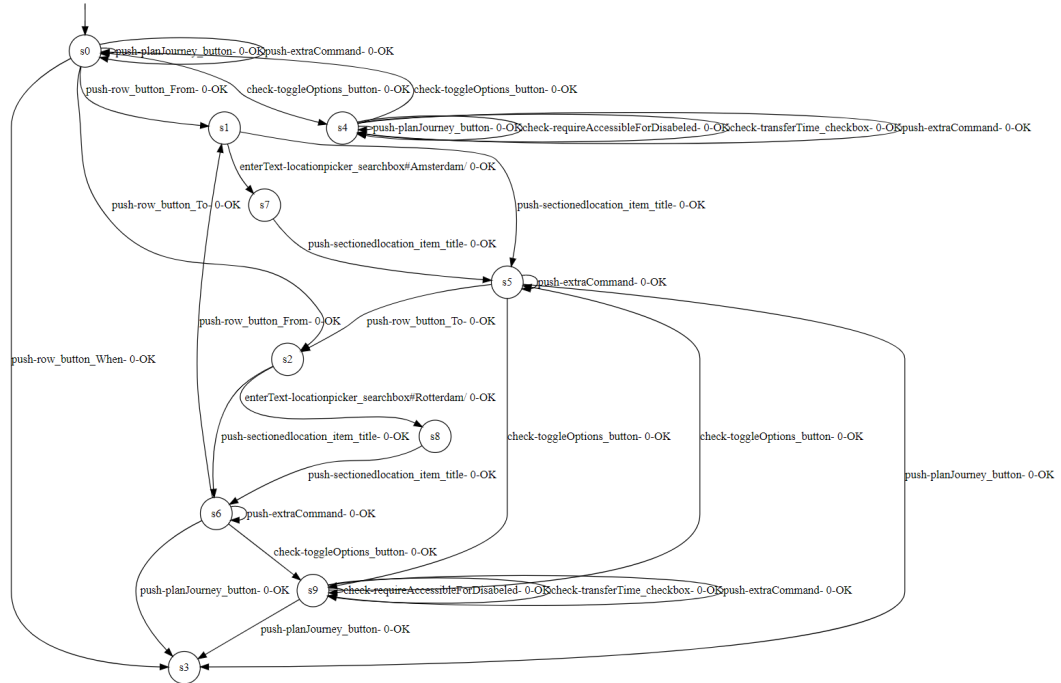 s0
push-planJourney_button- 0-OK
push-extraCommand- 0-OK
push-row_button_From- 0-OK
check-toggleOptions_button- 0-OK
check-toggleOptions_button- 0-OK
s1
s4
push-planJourney_button- 0-OK
check-requireAccessibleForDisabeled- 0-OK
check-transferTime_checkbox- 0-OK
push-extraCommand- 0-OK
enterText-locationpicker_searchbox#Amsterdam/ 0-OK
push-row_button_To- 0-OK
s7
push-sectionedlocation_item_title- 0-OK
push-sectionedlocation_item_title- 0-OK
s5
push-extraCommand- 0-OK
push-row_button_From- 0-OK
push-row_button_To- 0-OK
push-row_button_When- 0-OK
s2
enterText-locationpicker_searchbox#Rotterdam/ 0-OK
push-sectionedlocation_item_title- 0-OK
s8
check-toggleOptions_button- 0-OK
check-toggleOptions_button- 0-OK
push-sectionedlocation_item_title- 0-OK
push-planJourney_button- 0-OK
s6
push-extraCommand- 0-OK
check-toggleOptions_button- 0-OK
push-planJourney_button- 0-OK
s9
check-requireAccessibleForDisabeled- 0-OK
check-transferTime_checkbox- 0-OK
push-extraCommand- 0-OK
push-planJourney_button- 0-OK
s3